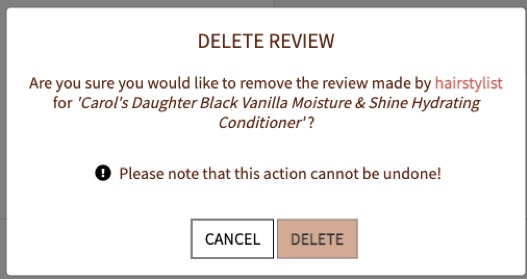 DELETE REVIEW
Are you sure you would like to remove the review made by hairstylist
for 'Carol's Daughter Black Vanilla Moisture & Shine Hydrating
Conditioner'?
Please note that this action cannot be undone!
CANCEL DELETE